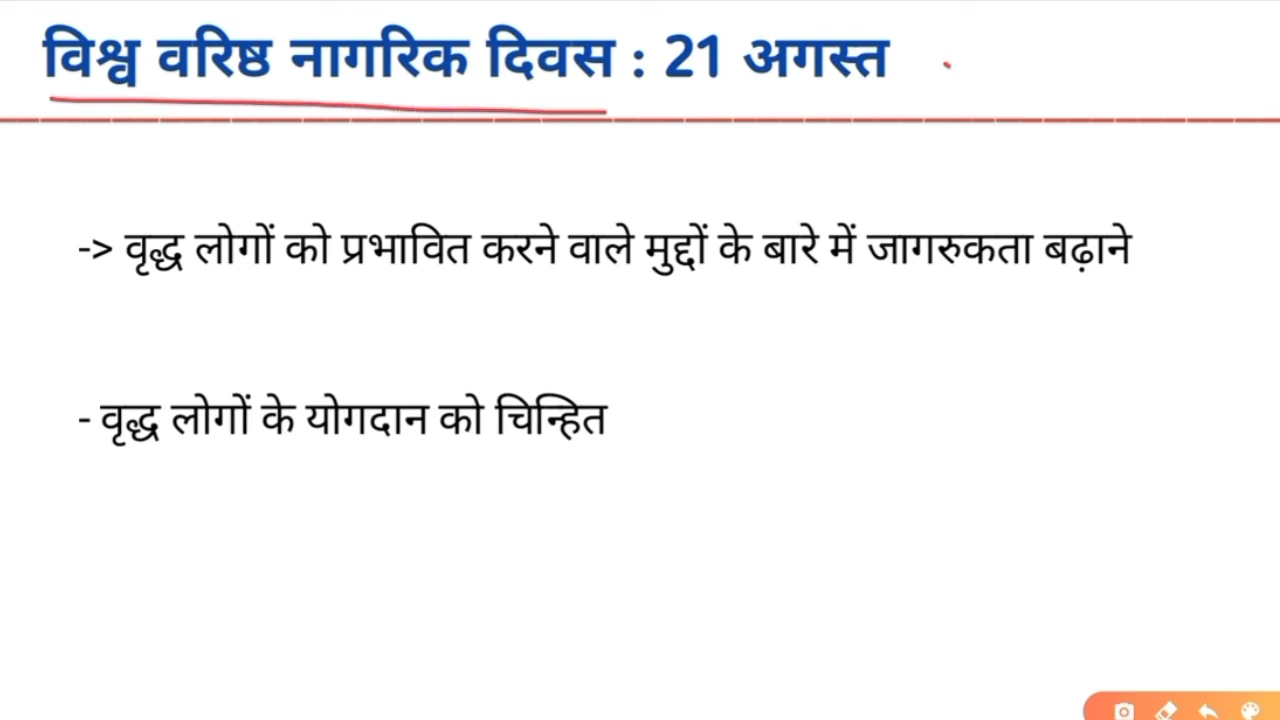 विश्व वरिष्ठ नागरिक दिवस : 21 अगस्त
-> वृद्ध लोगों को प्रभावित करने वाले मुद्दों के बारे में जागरुकता बढ़ाने
- वृद्ध लोगों के योगदान को चिन्हित